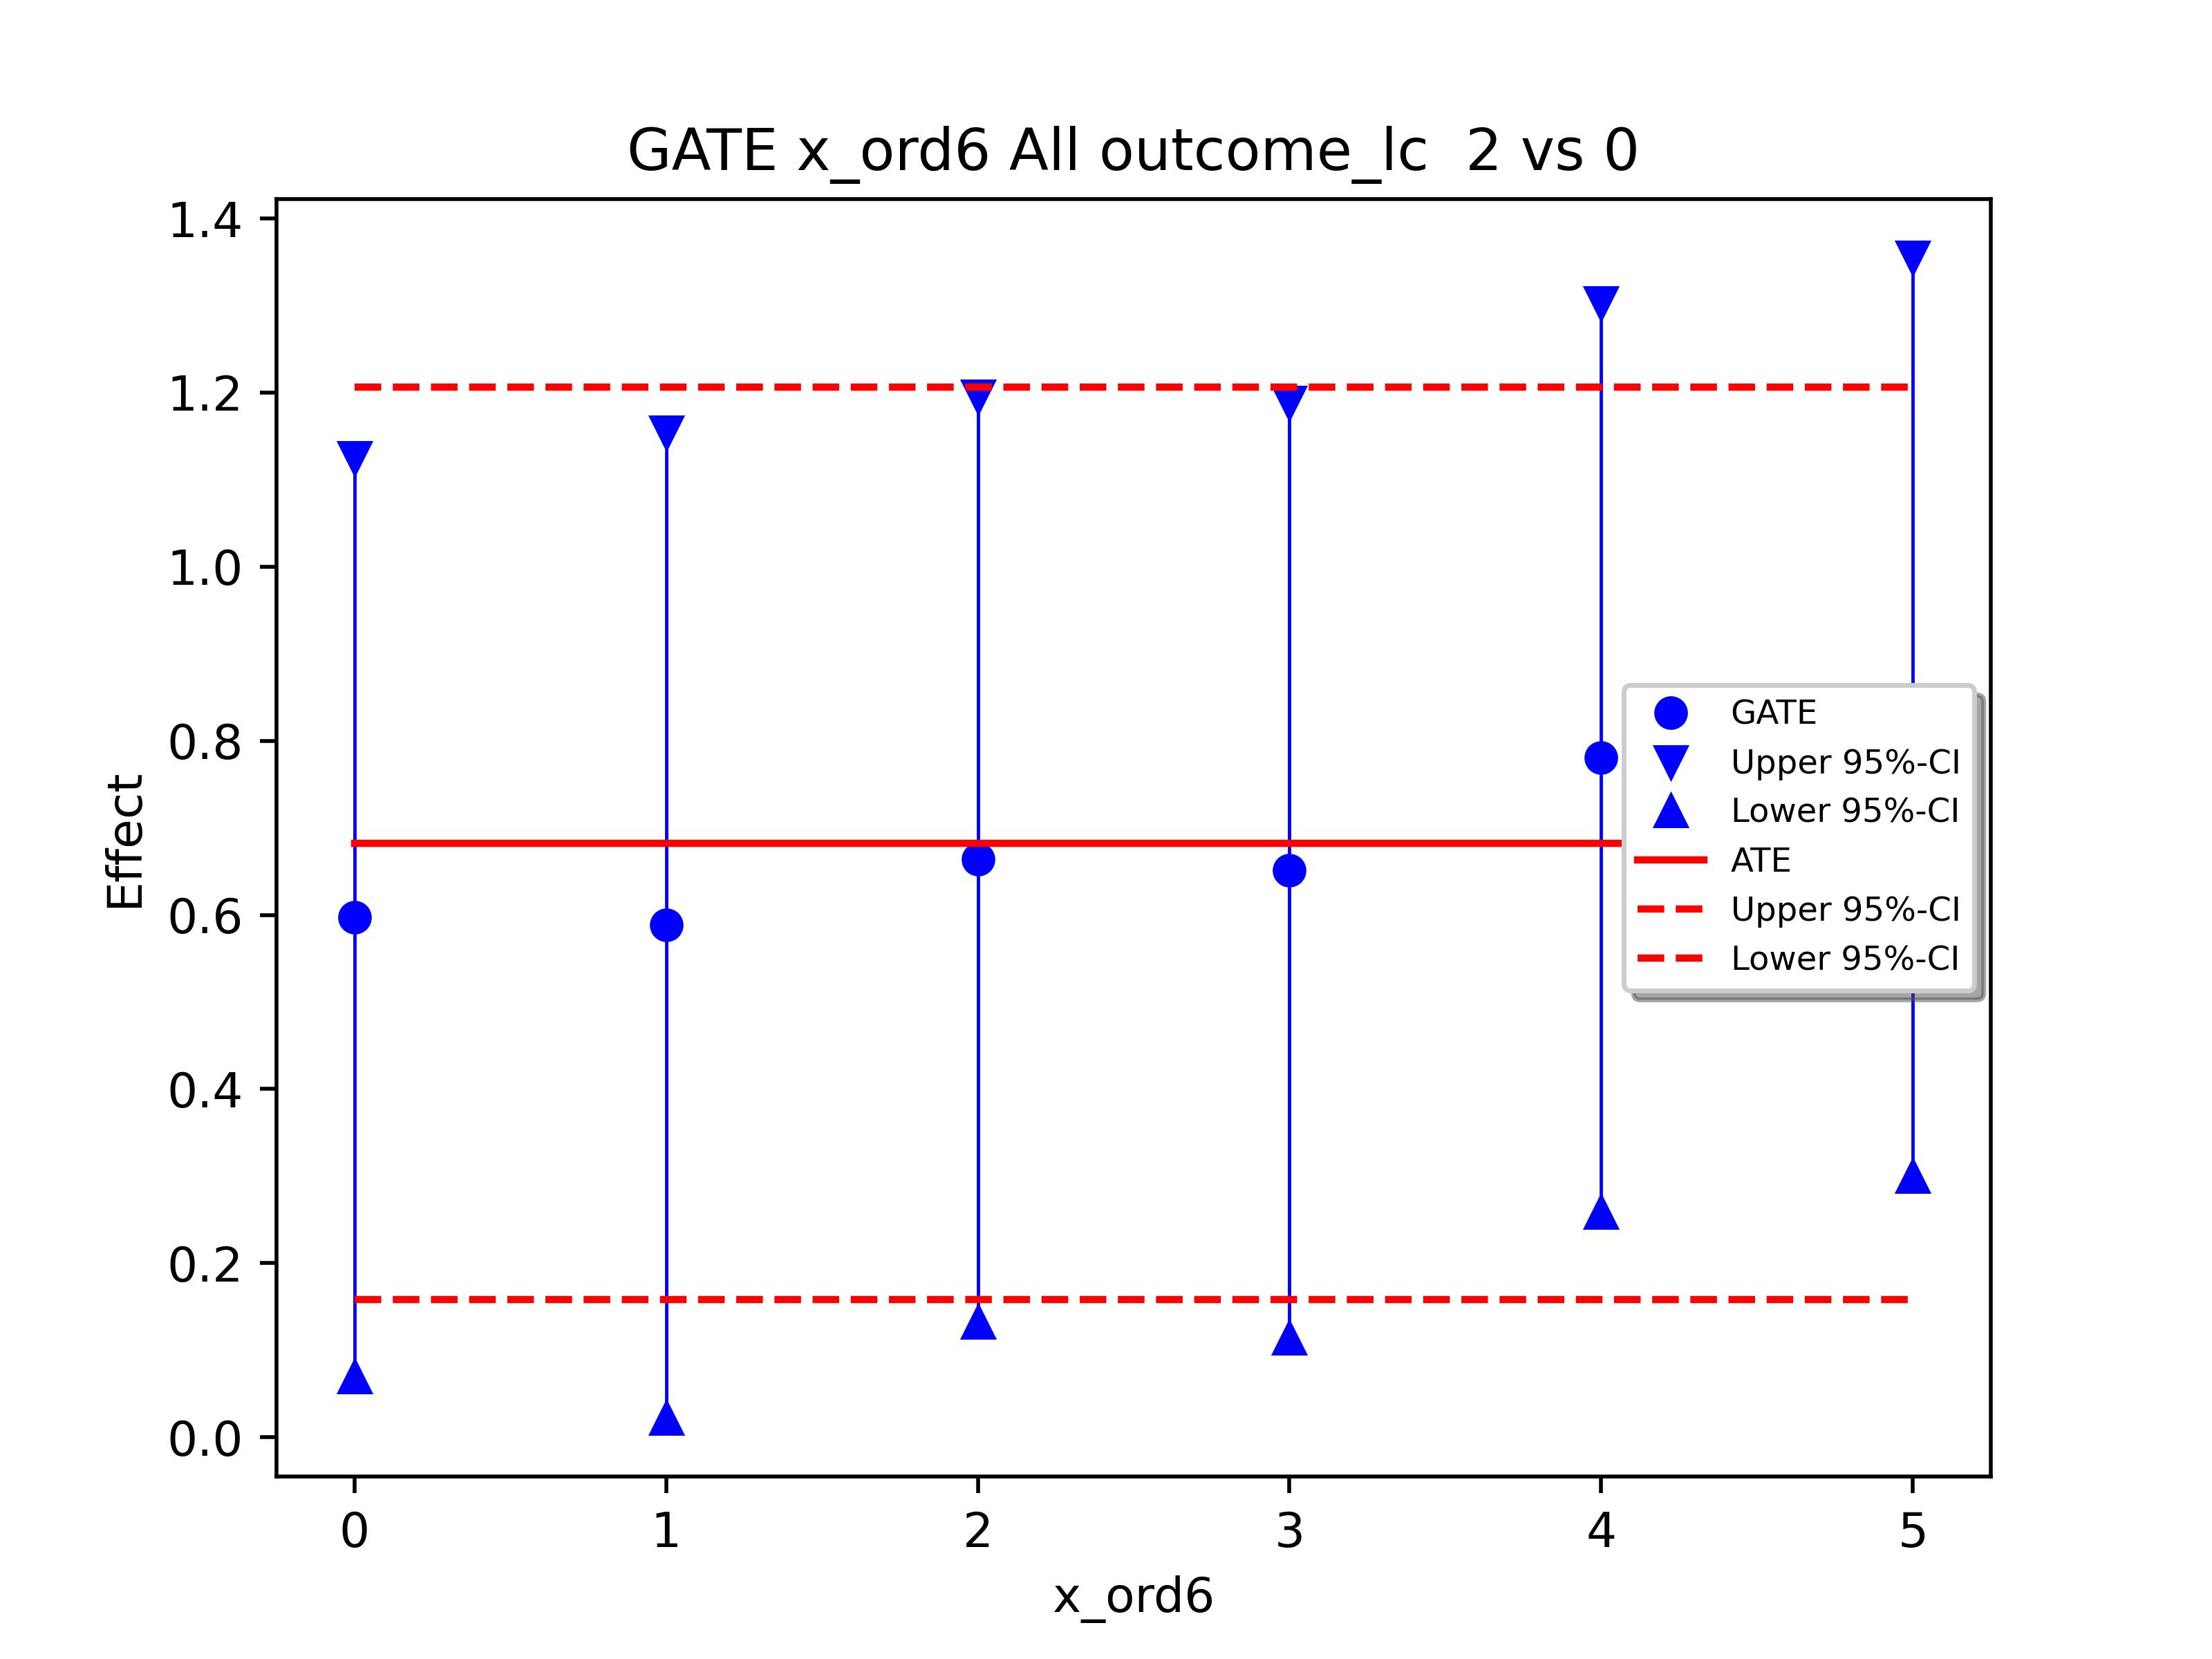 GATE x_ord6 All outcome_lc  2 vs 0
1.4
1.2
1.0
0.8
0.6
0.4
0.2
0.0
Effect
GATE
Upper 95%-CI
Lower 95%-CI
ATE
Upper 95%-CI
Lower 95%-CI
0 1 2 3 4 5
x_ord6